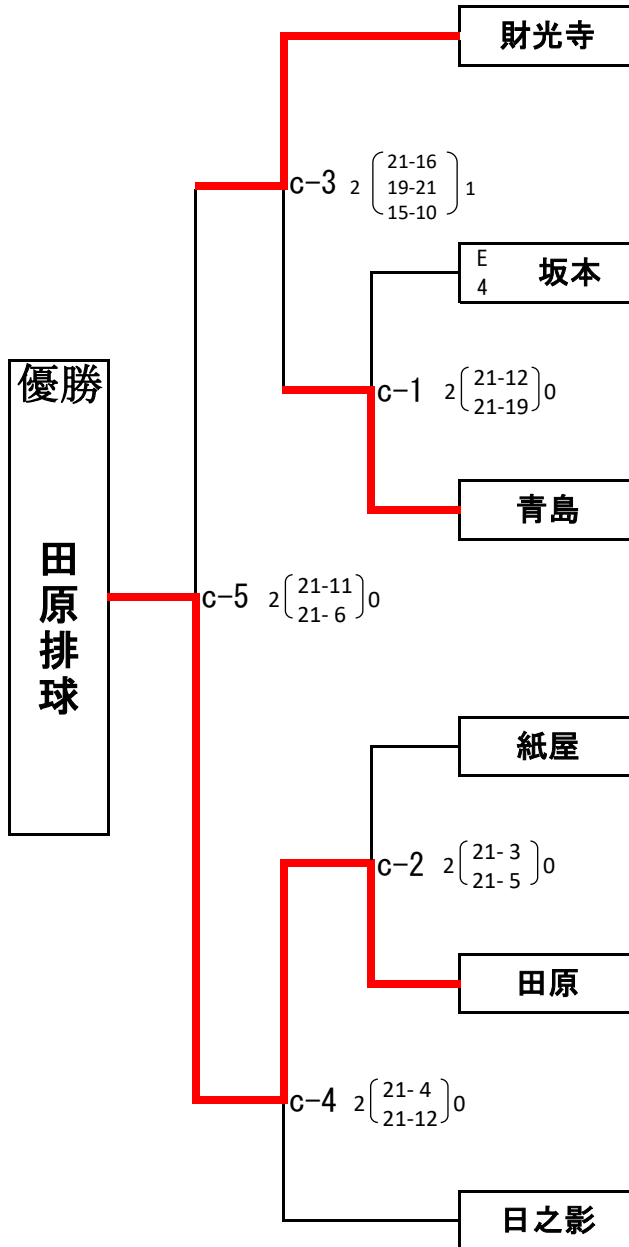 財光寺
c-3 2 21-16 1
19-21
15-10
E
4
坂本
c-1 2 21-12 0
21-19
青島
優勝
田原排球
c-5 2 21-11 0
21- 6
紙屋
c-2 2 21- 3 0
21- 5
田原
c-4 2 21- 4 0
21-12
日之影